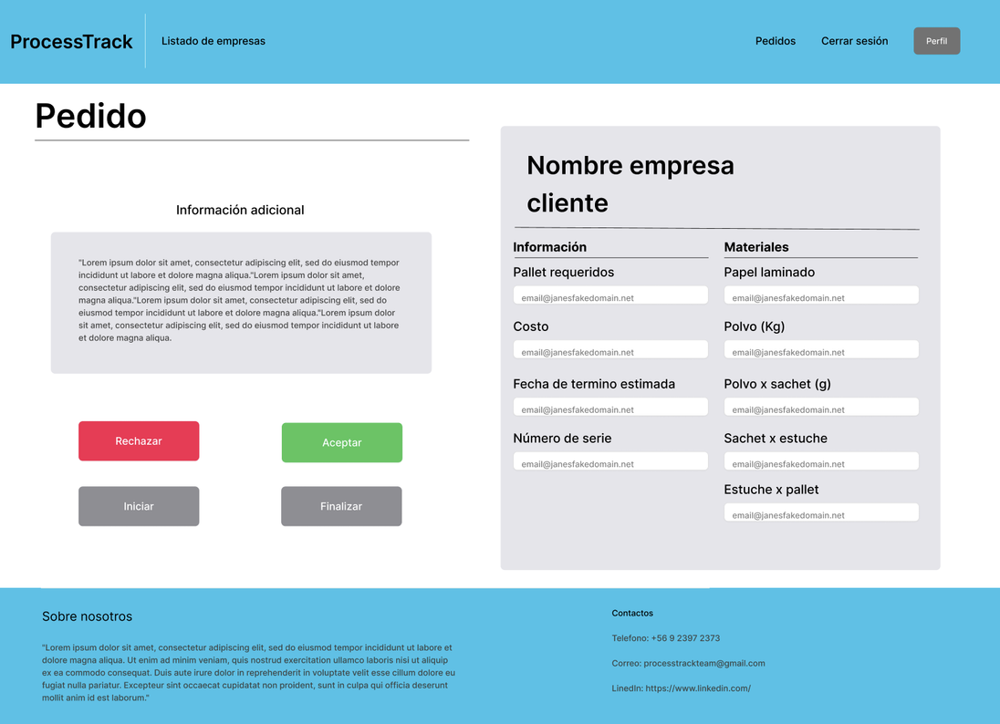 ProcessTrack
Listado de empresas
Pedidos
Cerrar sesión
Perfil
Pedido
Información adicional
"Lorem ipsum dolor sit amet, consectetur adipiscing elit, sed do eiusmod tempor
incididunt ut labore et dolore magna aliqua."Lorem ipsum dolor sit amet,
consectetur adipiscing elit, sed do eiusmod tempor incididunt ut labore et dolore
magna aliqua."Lorem ipsum dolor sit amet, consectetur adipiscing elit, sed do
eiusmod tempor incididunt ut labore et dolore magna aliqua."Lorem ipsum dolor
sit amet, consectetur adipiscing elit, sed do eiusmod tempor incididunt ut labore
et dolore magna aliqua.
Rechazar
Aceptar
Iniciar
Finalizar
Nombre empresa
cliente
Información
Pallet requeridos
email@janesfakedomain.net
Costo
email@janesfakedomain.net
Fecha de termino estimada
email@janesfakedomain.net
Número de serie
email@janesfakedomain.net
Materiales
Papel laminado
email@janesfakedomain.net
Polvo (Kg)
email@janesfakedomain.net
Polvo x sachet (g)
email@janesfakedomain.net
Sachet x estuche
email@janesfakedomain.net
Estuche x pallet
email@janesfakedomain.net
Sobre nosotros
"Lorem ipsum dolor sit amet, consectetur adipiscing elit, sed do eiusmod tempor incididunt ut labore et
dolore magna aliqua. Ut enim ad minim veniam, quis nostrud exercitation ullamco laboris nisi ut aliquip
ex ea commodo consequat. Duis aute irure dolor in reprehenderit in voluptate velit esse cillum dolore eu
fugiat nulla pariatur. Excepteur sint occaecat cupidatat non proident, sunt in culpa qui officia deserunt
mollit anim id est laborum."
Contactos
Telefono: +56 9 2397 2373
Correo: processtrackteam@gmail.com
LinedIn: https://www.linkedin.com/